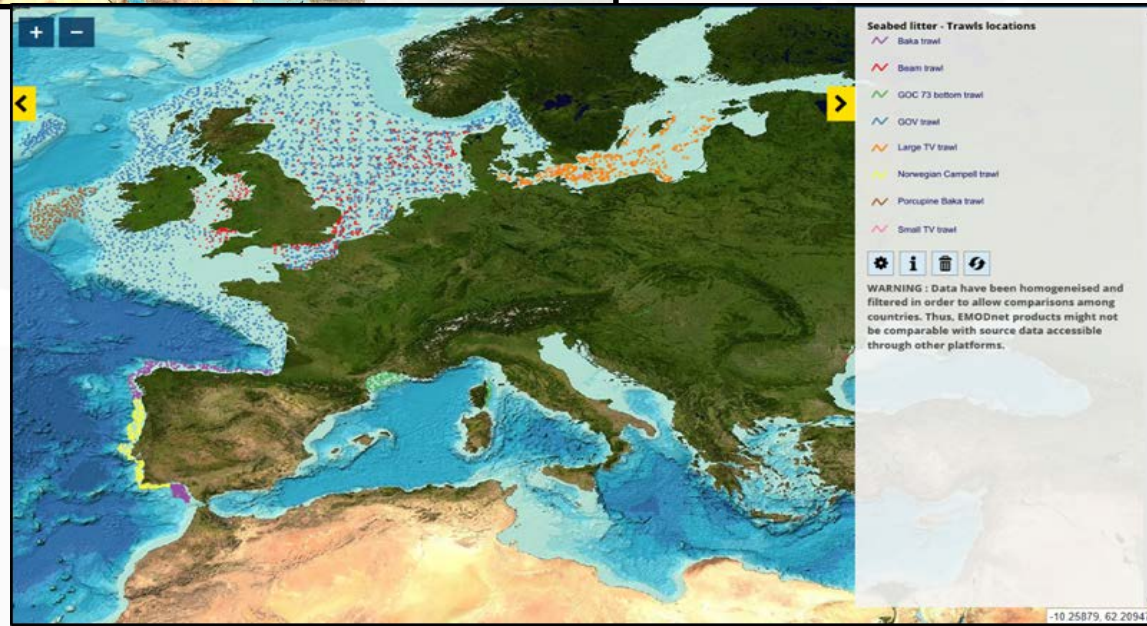 + −
< >
Seabed litter - Trawls locations
Baka trawl
Beam trawl
GOC 73 bottom trawl
GOV trawl
Large TV trawl
Norwegian Campell trawl
Porcupine Baka trawl
Small TV trawl
i
WARNING : Data have been homogeneised and
filtered in order to allow comparisons among
countries. Thus, EMODnet products might not
be comparable with source data accessible
through other platforms.
-10.25879, 62.20947